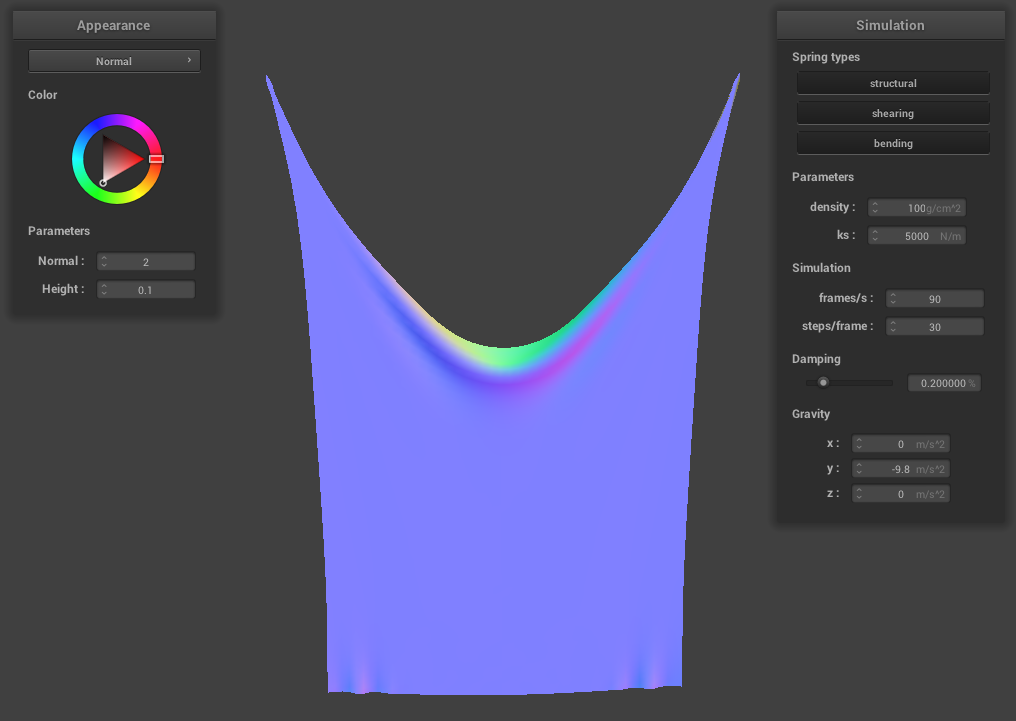 Appearance
Normal ›
Color
Parameters
Normal : 2
Height : 0.1
Simulation
Spring types
structural
shearing
bending
Parameters
density : 100g/cm^2
ks : 5000 N/m
Simulation
frames/s : 90
steps/frame : 30
Damping
0.200000 %
Gravity
x : 0 m/s^2
y : -9.8 m/s^2
z : 0 m/s^2